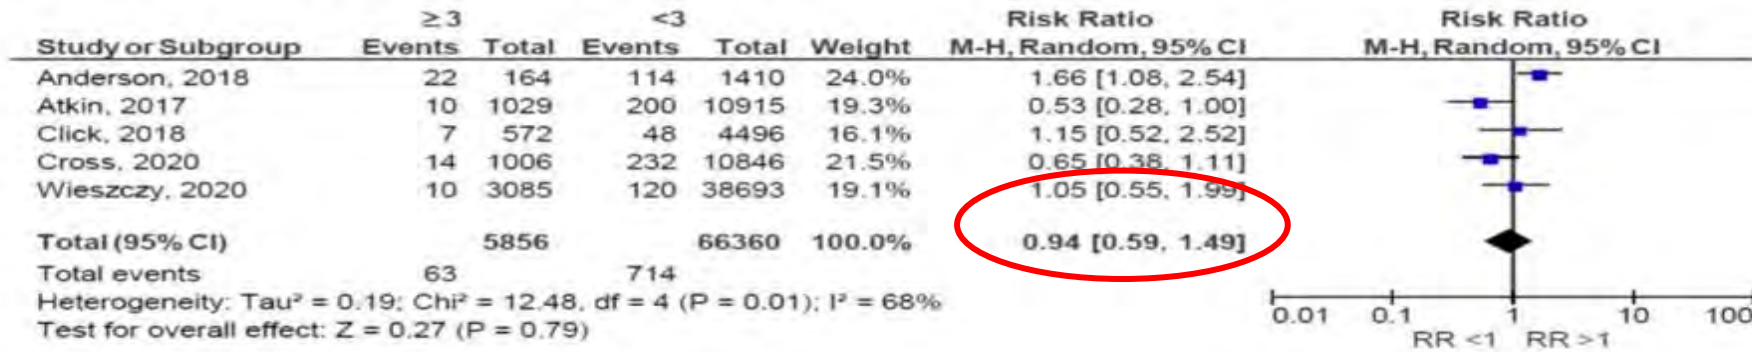 ≥3 <3 Risk Ratio Risk Ratio
Study or Subgroup Events Total Events Total Weight M-H, Random, 95% CI M-H, Random, 95% CI
Anderson, 2018 22 164 114 1410 24.0% 1.66 [1.08, 2.54]
Atkin, 2017 10 1029 200 10915 19.3% 0.53 [0.28, 1.00]
Click, 2018 7 572 48 4496 16.1% 1.15 [0.52, 2.52]
Cross, 2020 14 1006 232 10846 21.5% 0.65 [0.38, 1.11]
Wieszczy, 2020 10 3085 120 38693 19.1% 1.05 [0.55, 1.99]
Total (95% CI) 5856 66360 100.0% 0.94 [0.59, 1.49]
Total events 63 714
Heterogeneity: Tau² = 0.19; Chi² = 12.48, df = 4 (P = 0.01); I² = 68%
Test for overall effect: Z = 0.27 (P = 0.79)
0.01 0.1 1 10 100
RR <1 RR >1